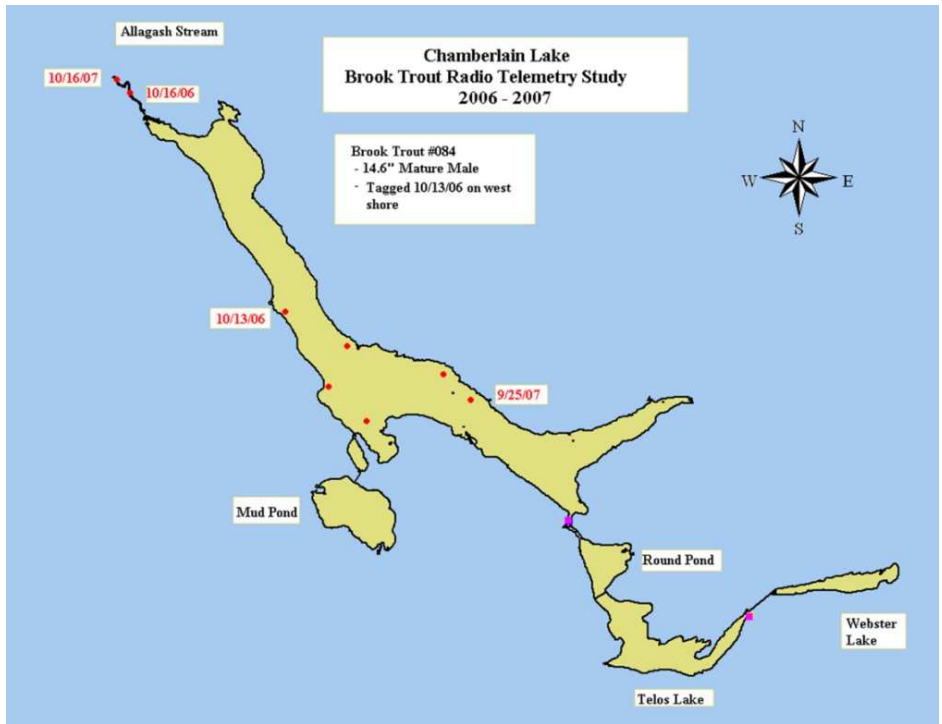 Allagash Stream
Chamberlain Lake
Brook Trout Radio Telemetry Study
2006 - 2007
10/16/07
10/16/06
Brook Trout #084
- 14.6" Mature Male
- Tagged 10/13/06 on west
shore
N
W
E
S
10/13/06
9/25/07
Mud Pond
Round Pond
Webster
Lake
Telos Lake